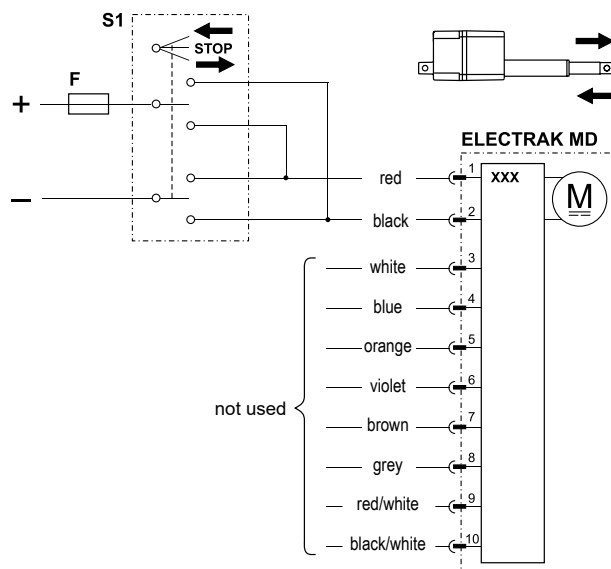 S1
STOP
F
+
−
ELECTRAK MD
red 1 XXX
M
black 2
white 3
blue 4
orange 5
violet 6
not used
brown 7
grey 8
red/white 9
black/white 10